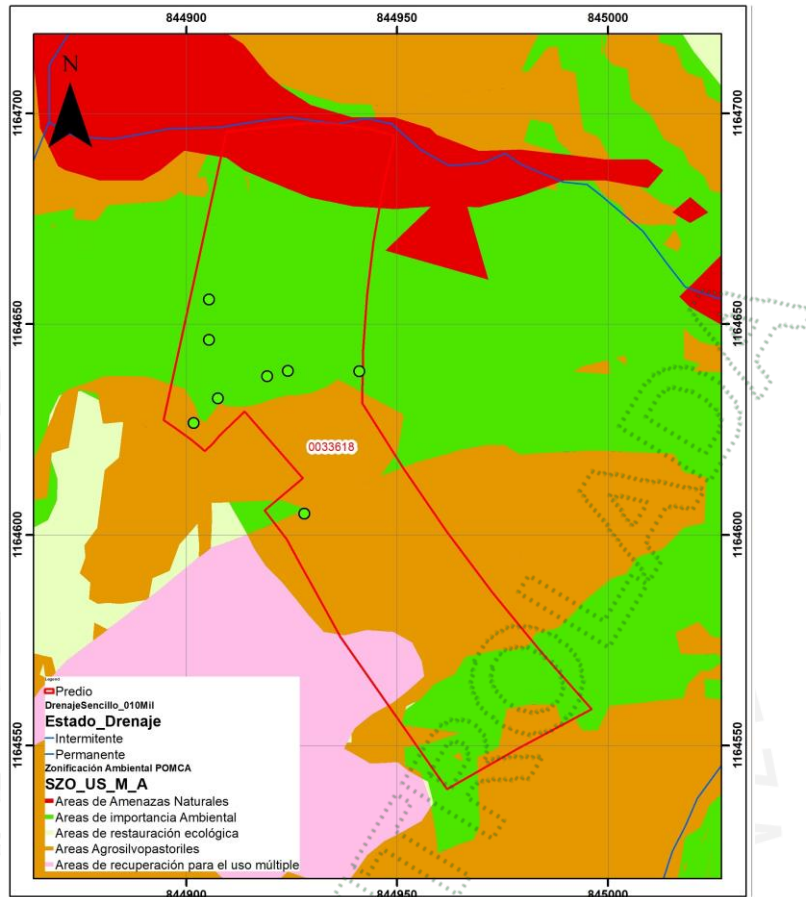 844900 844950 845000
N
1164700 1164700
1164650 1164650
0033618
1164600 1164600
1164550 1164550
Predio
DrenajeSencillo_010Mil
Estado_Drenaje
Intermitente
Permanente
Zonificación Ambiental POMCA
SZO_US_M_A
Areas de Amenazas Naturales
Areas de importancia Ambiental
Areas de restauración ecológica
Areas Agrosilvopastoriles
Areas de recuperación para el uso múltiple
844900 844950 845000